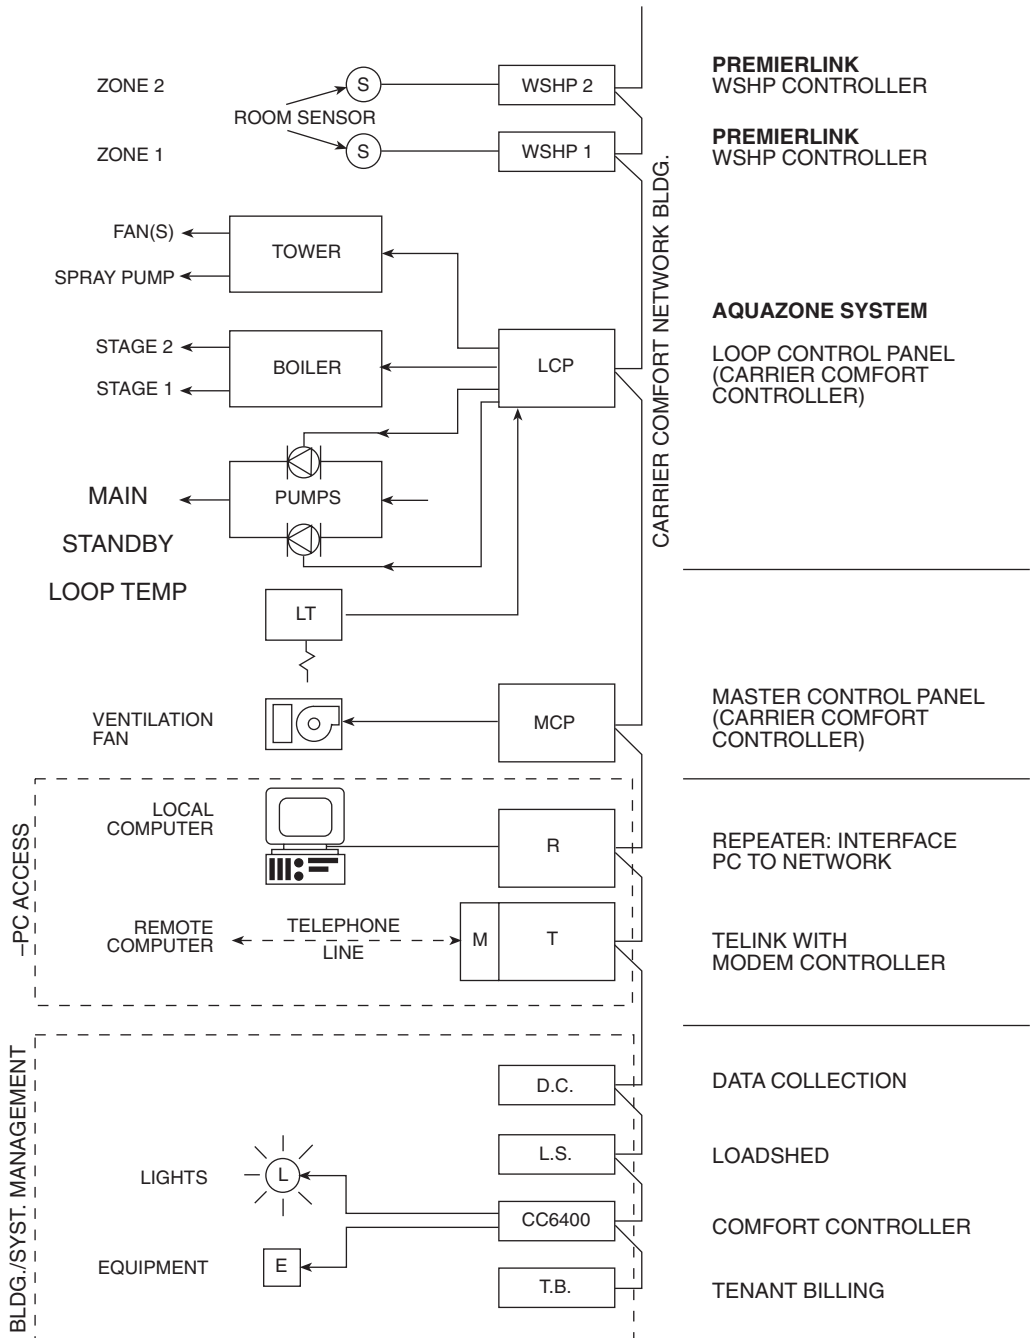 ZONE 2
S
WSHP 2
PREMIERLINK
WSHP CONTROLLER
ROOM SENSOR
ZONE 1
S
WSHP 1
PREMIERLINK
WSHP CONTROLLER
CARRIER COMFORT NETWORK BLDG.
FAN(S)
TOWER
SPRAY PUMP
AQUAZONE SYSTEM
STAGE 2
BOILER
STAGE 1
LCP
LOOP CONTROL PANEL
(CARRIER COMFORT
CONTROLLER)
MAIN
PUMPS
STANDBY
LOOP TEMP
LT
VENTILATION
FAN
MCP
MASTER CONTROL PANEL
(CARRIER COMFORT
CONTROLLER)
–PC ACCESS
LOCAL
COMPUTER
R
REPEATER: INTERFACE
PC TO NETWORK
REMOTE
COMPUTER
TELEPHONE
LINE
M
T
TELINK WITH
MODEM CONTROLLER
BLDG./SYST. MANAGEMENT
D.C.
DATA COLLECTION
L.S.
LOADSHED
LIGHTS
L
CC6400
COMFORT CONTROLLER
EQUIPMENT
E
T.B.
TENANT BILLING